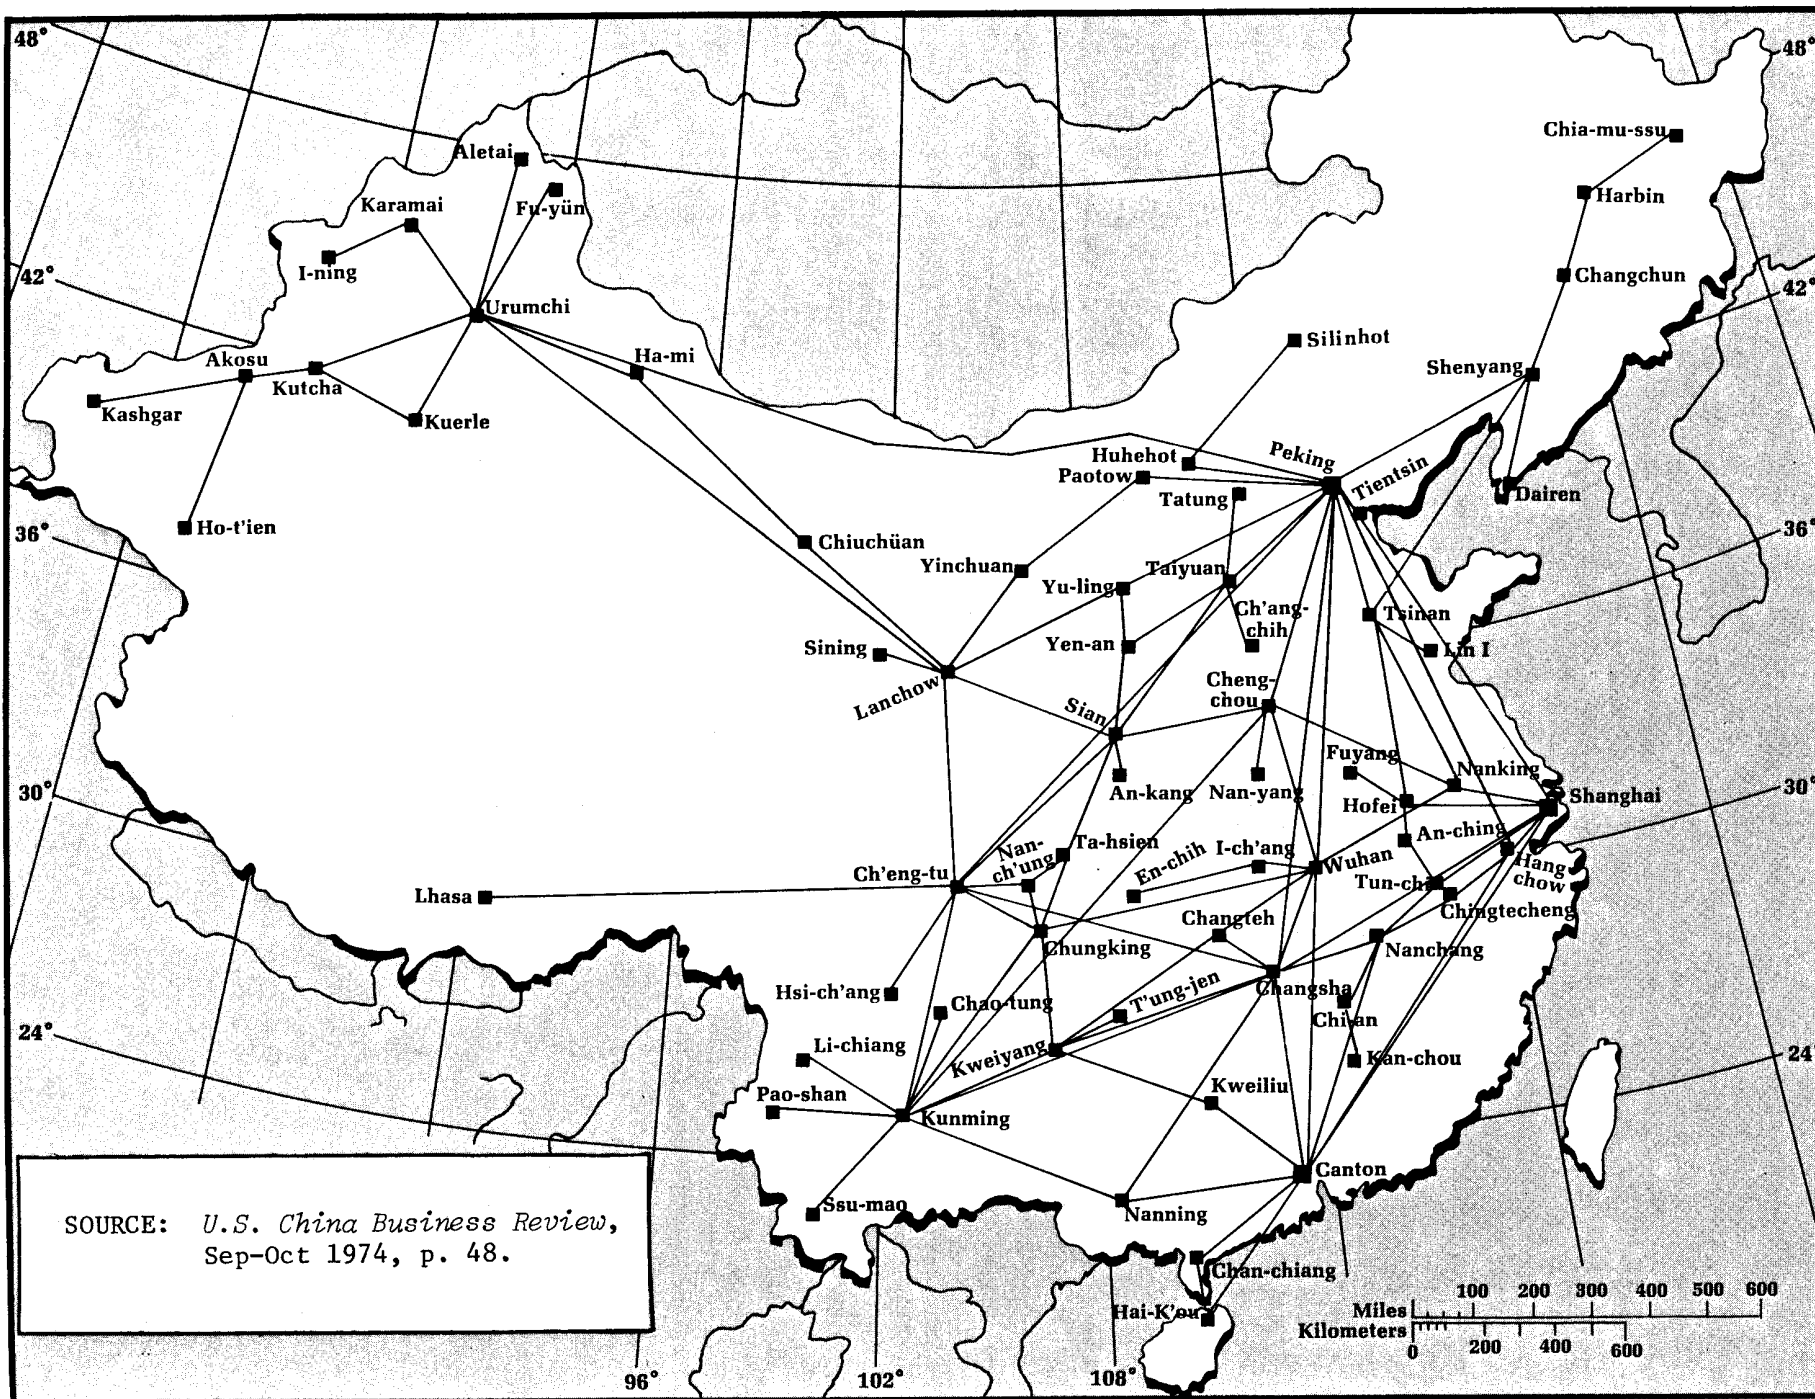 48°
48°
Chia-mu-ssu
Aletai
Harbin
Karamai
Fu-yün
I-ning
42°
Changchun
42°
Urumchi
Silinhot
Akosu
Ha-mi
Shenyang
Kutcha
Kashgar
Kuerle
Huhehot
Peking
Paotow
Tientsin
Tatung
Dairen
36°
Ho-t'ien
36°
Chiuchüan
Yinchuan
Taiyuan
Yu-ling
Ch'ang-
chih
Tsinan
Sining
Yen-an
Lin I
Lanchow
Cheng-
chou
Sian
Fuyang
Nanking
30°
An-kang
Nan-yang
Hofei
Shanghai
30°
An-ching
Nan-
ch'ung
Ta-hsien
I-ch'ang
En-chih
Wuhan
Hang
chow
Ch'eng-tu
Tun-chi
Lhasa
Chingtecheng
Changteh
Chungking
Nanchang
Hsi-ch'ang
Chao-tung
T'ung-jen
Changsha
Chi-an
24°
Li-chiang
Kweiyang
Kan-chou
24
Pao-shan
Kweiliu
Kunming
Canton
Ssu-mao
Nanning
SOURCE: U.S. China Business Review,
Sep-Oct 1974, p. 48.
Chan-chiang
Hai-K'ou
100 200 300 400 500 600
Miles
Kilometers
0 200 400 600
96°
102°
108°